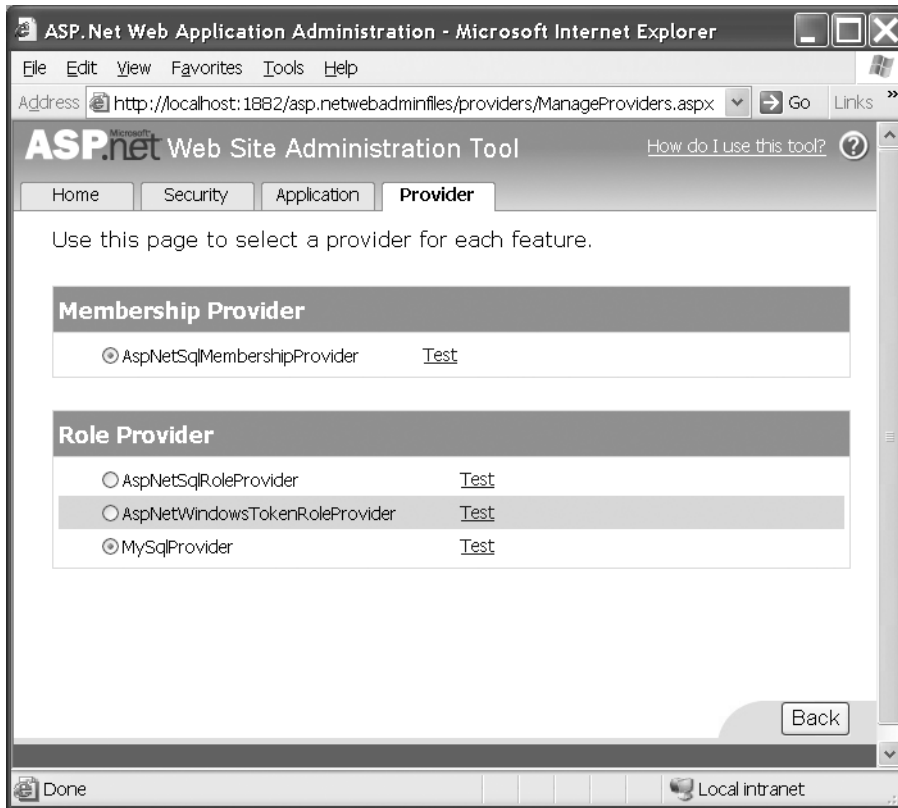 ASP.Net Web Application Administration - Microsoft Internet Explorer
File Edit View Favorites Tools Help
Address http://localhost:1882/asp.netwebadminfiles/providers/ManageProviders.aspx Go Links »
Microsoft
ASP.net Web Site Administration Tool How do I use this tool? ?
Home Security Application Provider
Use this page to select a provider for each feature.
Membership Provider
AspNetSqlMembershipProvider Test
Role Provider
AspNetSqlRoleProvider Test
AspNetWindowsTokenRoleProvider Test
MySqlProvider Test
Back
Done Local intranet